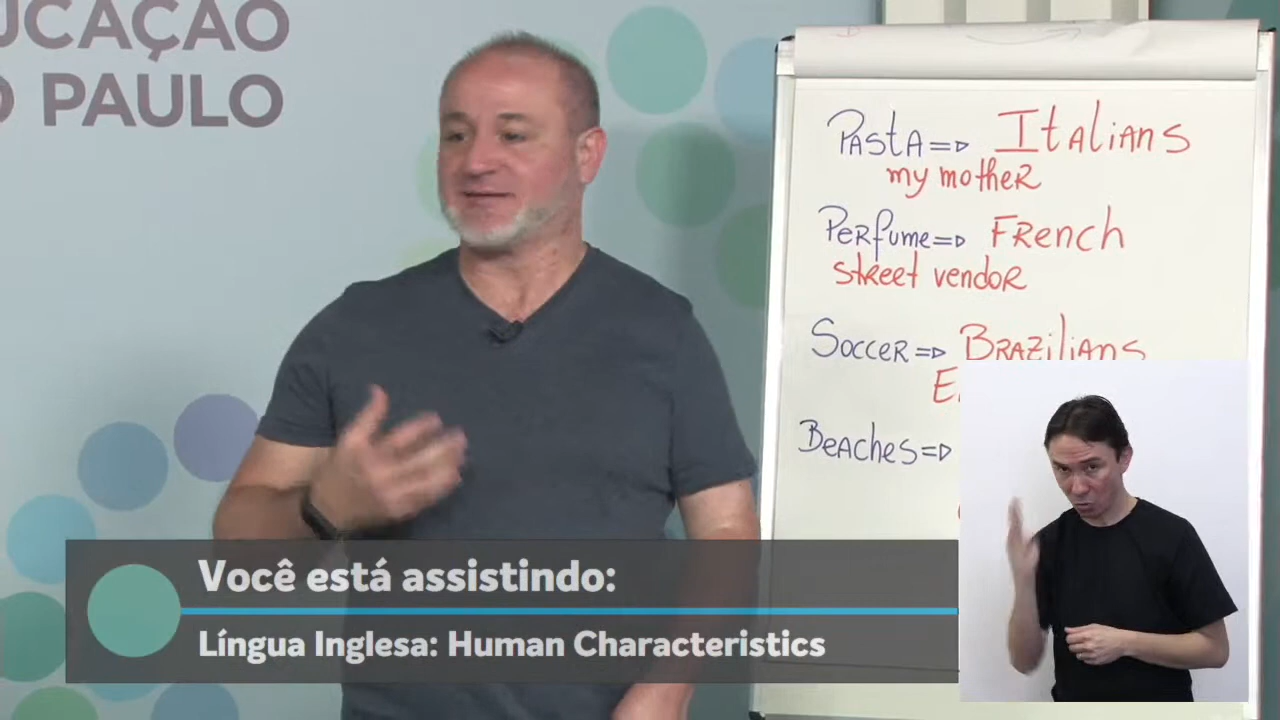 UCAÇÃO
O PAULO
PASTA => Italians
my mother
Perfume => French
street vendor
Soccer => Brazilians
Beaches =>
Você está assistindo:
Língua Inglesa: Human Characteristics